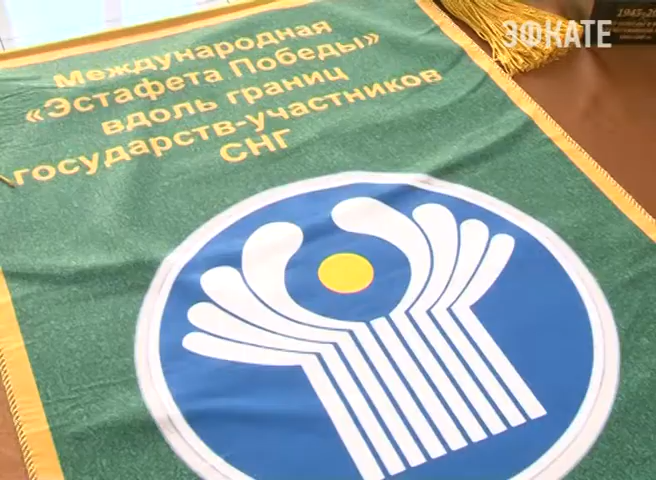 ЭФКАТЕ
Международная
«Эстафета Победы»
вдоль границ
государств-участников
СНГ